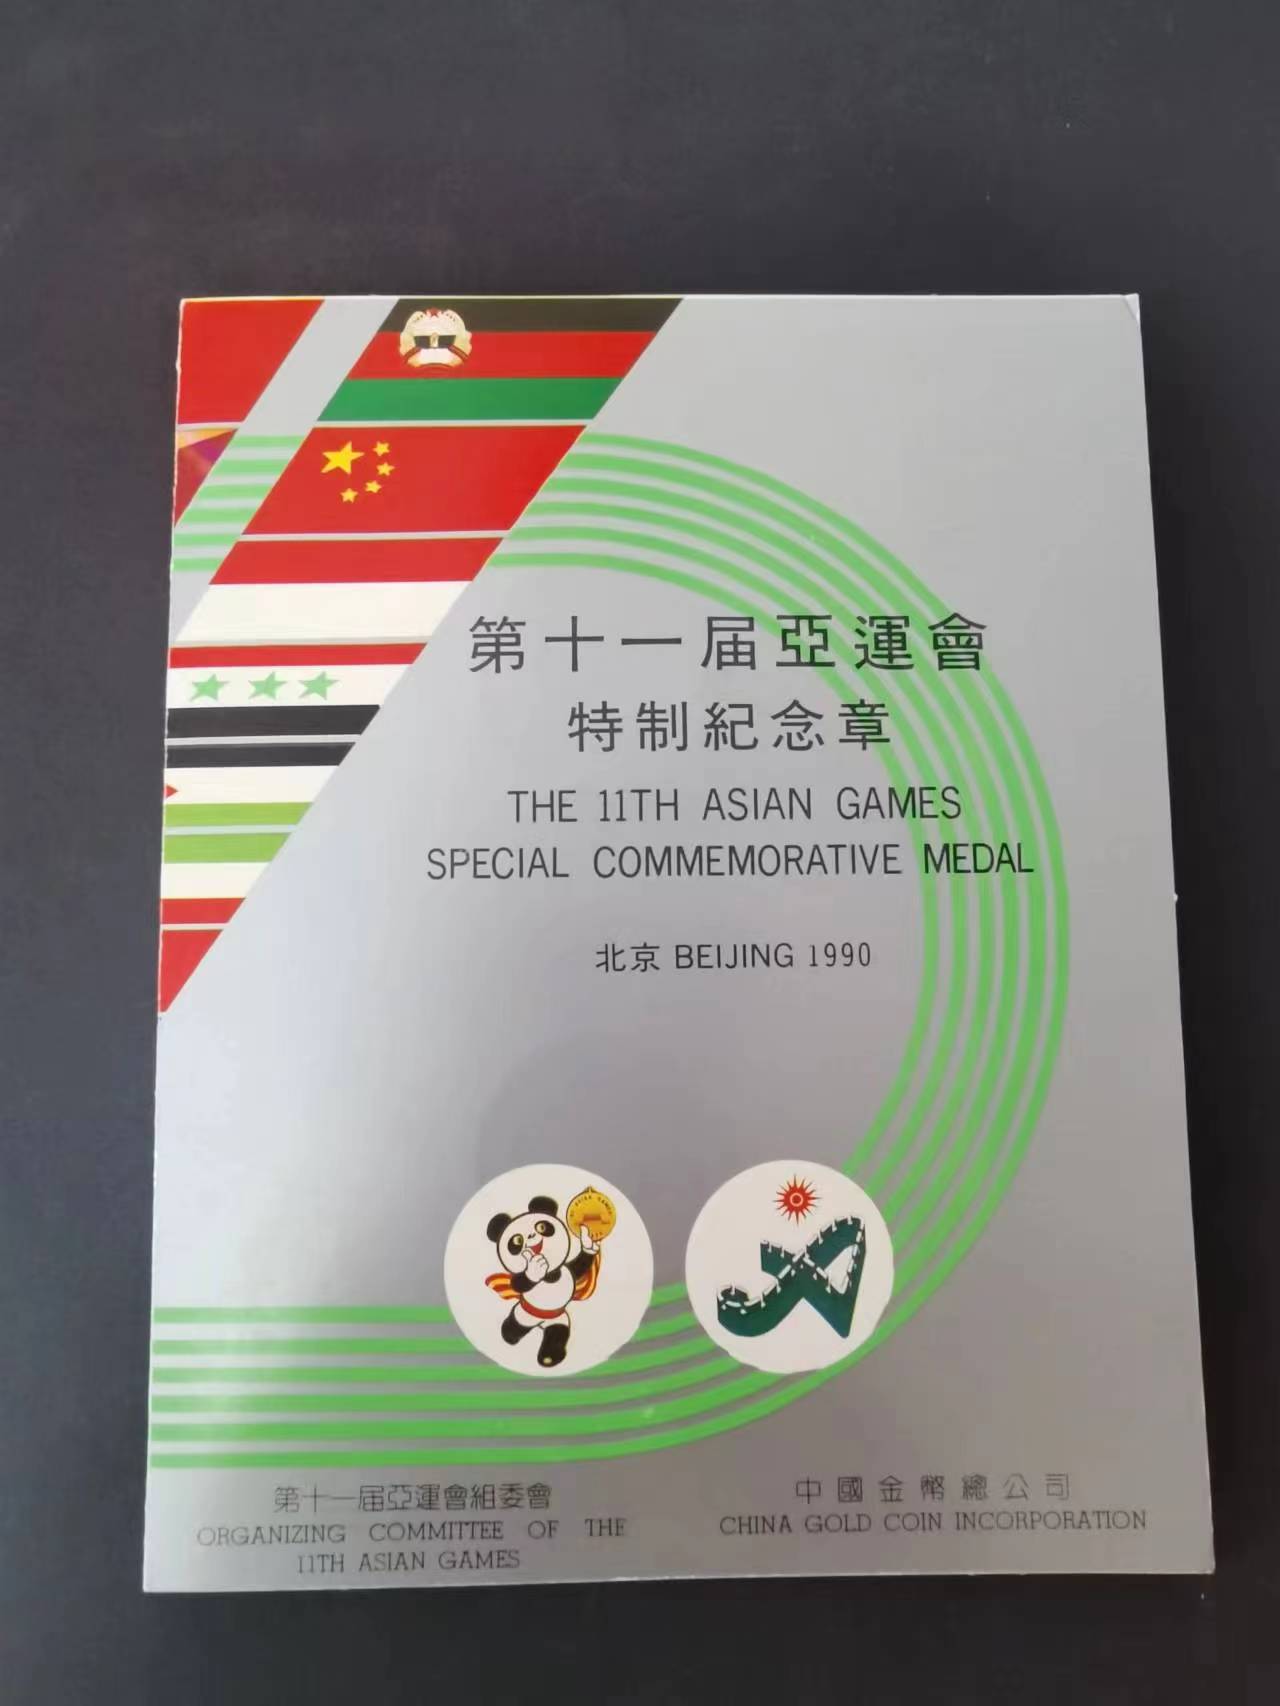 第十一届亞運會
特制紀念章
THE 11TH ASIAN GAMES
SPECIAL COMMEMORATIVE MEDAL
北京 BEIJING 1990
第十一届亞運會組委會
ORGANIZING COMMITTEE OF THE
11TH ASIAN GAMES
中國金幣總公司
CHINA GOLD COIN INCORPORATION